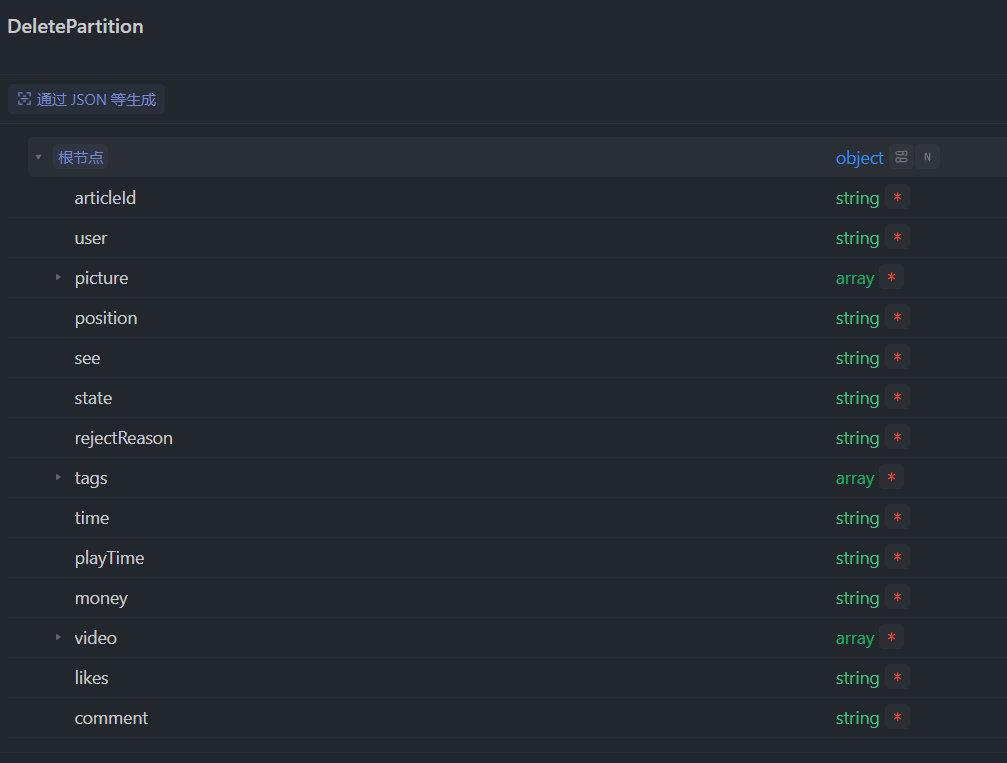 DeletePartition
通过 JSON 等生成
根节点 object N
articleId string *
user string *
picture array *
position string *
see string *
state string *
rejectReason string *
tags array *
time string *
playTime string *
money string *
video array *
likes string *
comment string *